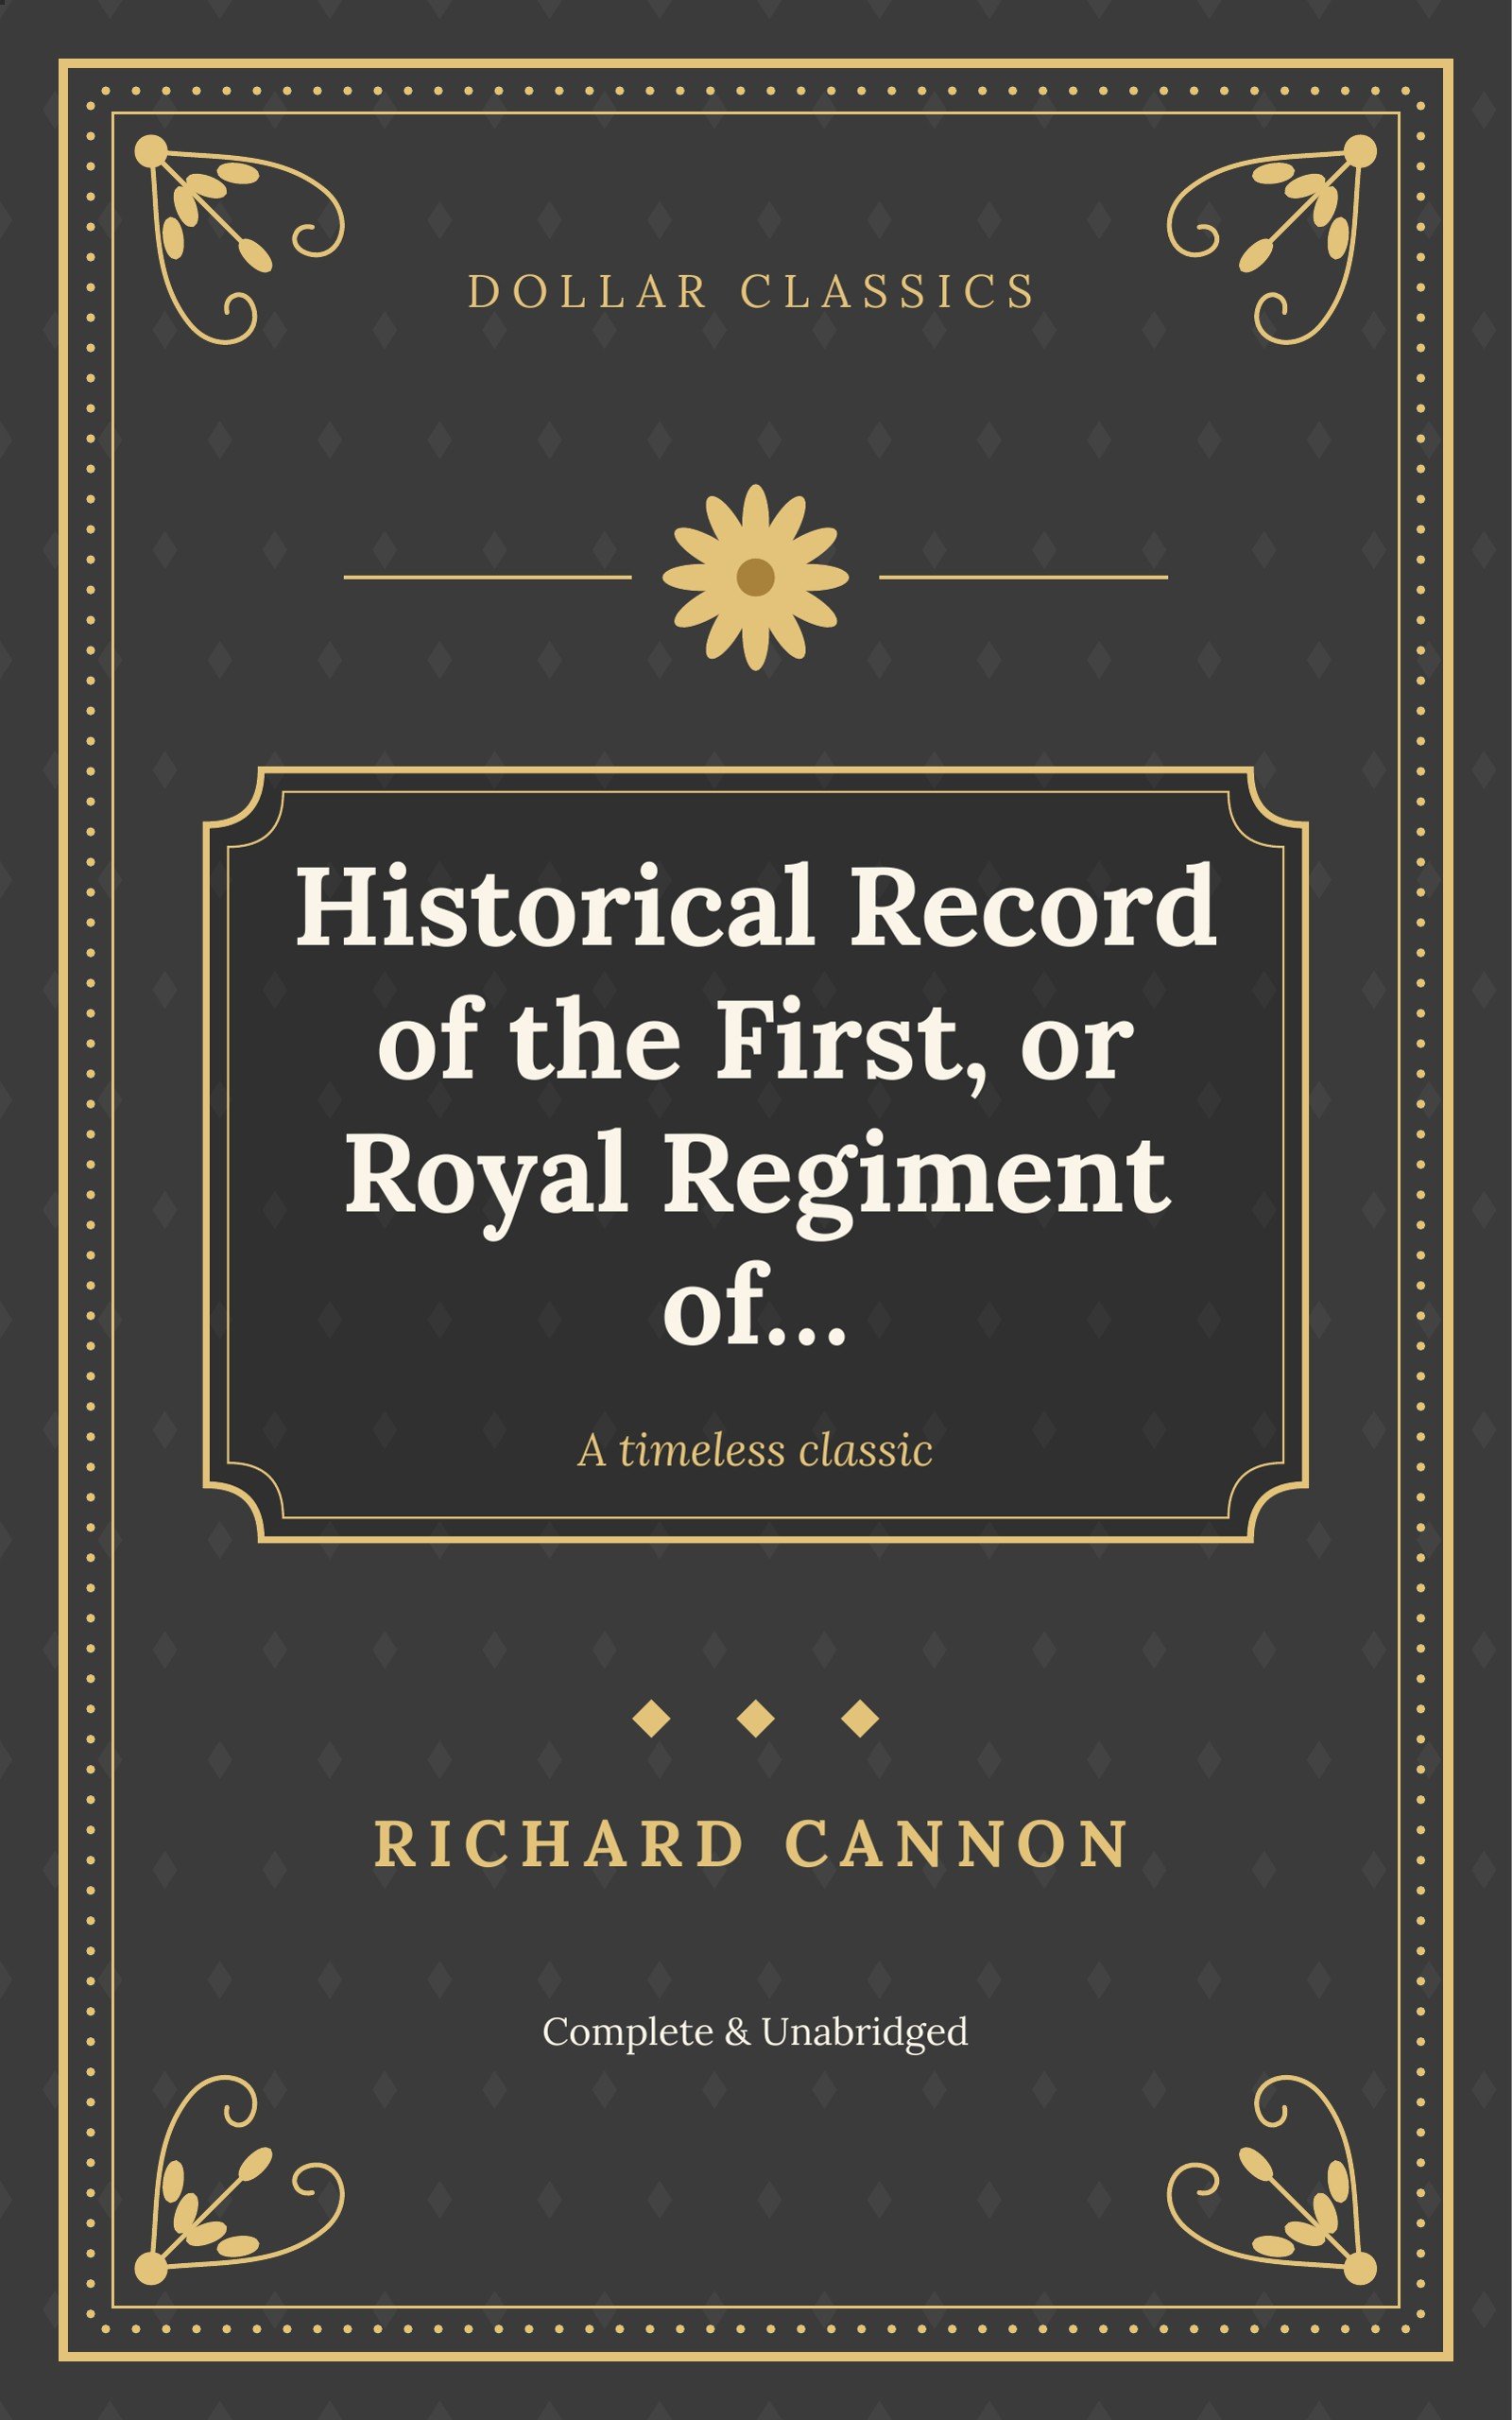 DOLLAR CLASSICS
Historical Record
of the First, or
Royal Regiment
of...
A timeless classic
RICHARD CANNON
Complete & Unabridged